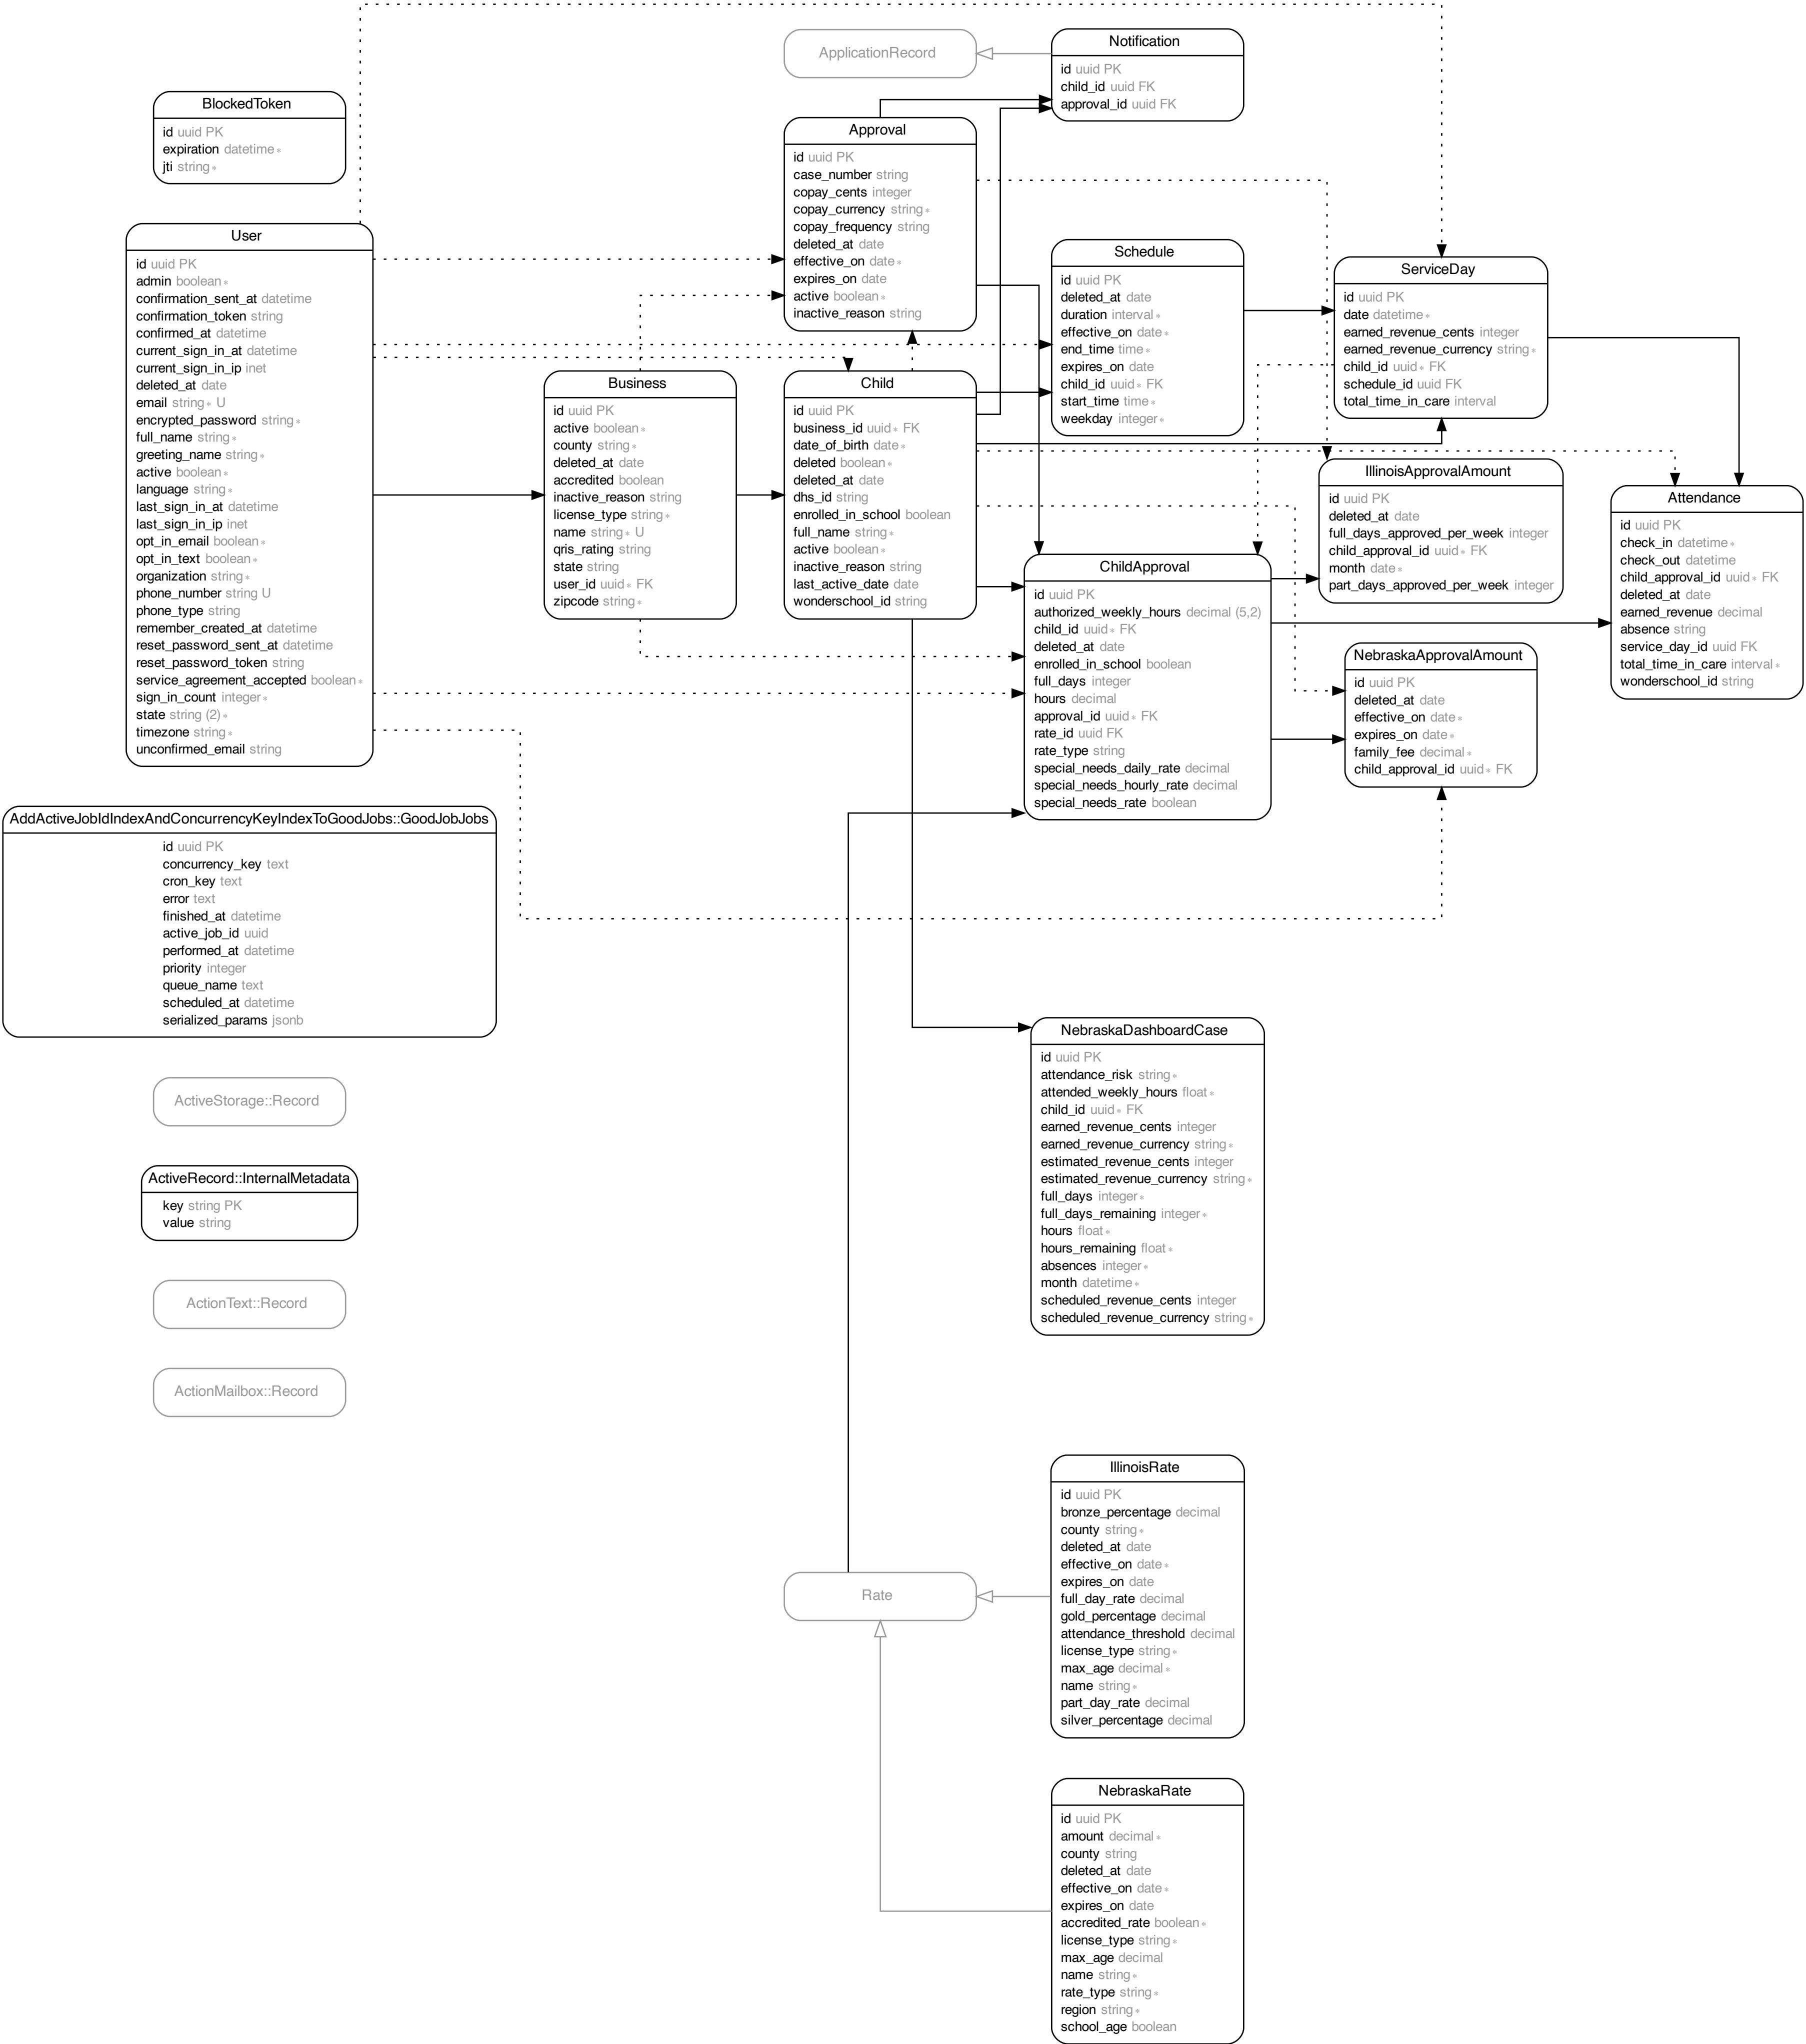 ApplicationRecord
Notification
id uuid PK
child_id uuid FK
approval_id uuid FK
BlockedToken
id uuid PK
expiration datetime *
jti string *
Approval
id uuid PK
case_number string
copay_cents integer
copay_currency string *
copay_frequency string
deleted_at date
effective_on date *
expires_on date
active boolean *
inactive_reason string
User
id uuid PK
admin boolean *
confirmation_sent_at datetime
confirmation_token string
confirmed_at datetime
current_sign_in_at datetime
current_sign_in_ip inet
deleted_at date
email string * U
encrypted_password string *
full_name string *
greeting_name string *
active boolean *
language string *
last_sign_in_at datetime
last_sign_in_ip inet
opt_in_email boolean *
opt_in_text boolean *
organization string *
phone_number string U
phone_type string
remember_created_at datetime
reset_password_sent_at datetime
reset_password_token string
service_agreement_accepted boolean *
sign_in_count integer *
state string (2) *
timezone string *
unconfirmed_email string
Schedule
id uuid PK
deleted_at date
duration interval *
effective_on date *
end_time time *
expires_on date
child_id uuid * FK
start_time time *
weekday integer *
ServiceDay
id uuid PK
date datetime *
earned_revenue_cents integer
earned_revenue_currency string *
child_id uuid * FK
schedule_id uuid FK
total_time_in_care interval
Business
id uuid PK
active boolean *
county string *
deleted_at date
accredited boolean
inactive_reason string
license_type string *
name string * U
qris_rating string
state string
user_id uuid * FK
zipcode string *
Child
id uuid PK
business_id uuid * FK
date_of_birth date *
deleted boolean *
deleted_at date
dhs_id string
enrolled_in_school boolean
full_name string *
active boolean *
inactive_reason string
last_active_date date
wonderschool_id string
IllinoisApprovalAmount
id uuid PK
deleted_at date
full_days_approved_per_week integer
child_approval_id uuid * FK
month date *
part_days_approved_per_week integer
Attendance
id uuid PK
check_in datetime *
check_out datetime
child_approval_id uuid * FK
deleted_at date
earned_revenue decimal
absence string
service_day_id uuid FK
total_time_in_care interval *
wonderschool_id string
ChildApproval
id uuid PK
authorized_weekly_hours decimal (5,2)
child_id uuid * FK
deleted_at date
enrolled_in_school boolean
full_days integer
hours decimal
approval_id uuid * FK
rate_id uuid FK
rate_type string
special_needs_daily_rate decimal
special_needs_hourly_rate decimal
special_needs_rate boolean
NebraskaApprovalAmount
id uuid PK
deleted_at date
effective_on date *
expires_on date *
family_fee decimal *
child_approval_id uuid * FK
AddActiveJobIdIndexAndConcurrencyKeyIndexToGoodJobs::GoodJobJobs
id uuid PK
concurrency_key text
cron_key text
error text
finished_at datetime
active_job_id uuid
performed_at datetime
priority integer
queue_name text
scheduled_at datetime
serialized_params jsonb
NebraskaDashboardCase
id uuid PK
attendance_risk string *
attended_weekly_hours float *
child_id uuid * FK
earned_revenue_cents integer
earned_revenue_currency string *
estimated_revenue_cents integer
estimated_revenue_currency string *
full_days integer *
full_days_remaining integer *
hours float *
hours_remaining float *
absences integer *
month datetime *
scheduled_revenue_cents integer
scheduled_revenue_currency string *
ActiveStorage::Record
ActiveRecord::InternalMetadata
key string PK
value string
ActionText::Record
ActionMailbox::Record
IllinoisRate
id uuid PK
bronze_percentage decimal
county string *
deleted_at date
effective_on date *
expires_on date
full_day_rate decimal
gold_percentage decimal
attendance_threshold decimal
license_type string *
max_age decimal *
name string *
part_day_rate decimal
silver_percentage decimal
Rate
NebraskaRate
id uuid PK
amount decimal *
county string
deleted_at date
effective_on date *
expires_on date
accredited_rate boolean *
license_type string *
max_age decimal
name string *
rate_type string *
region string *
school_age boolean